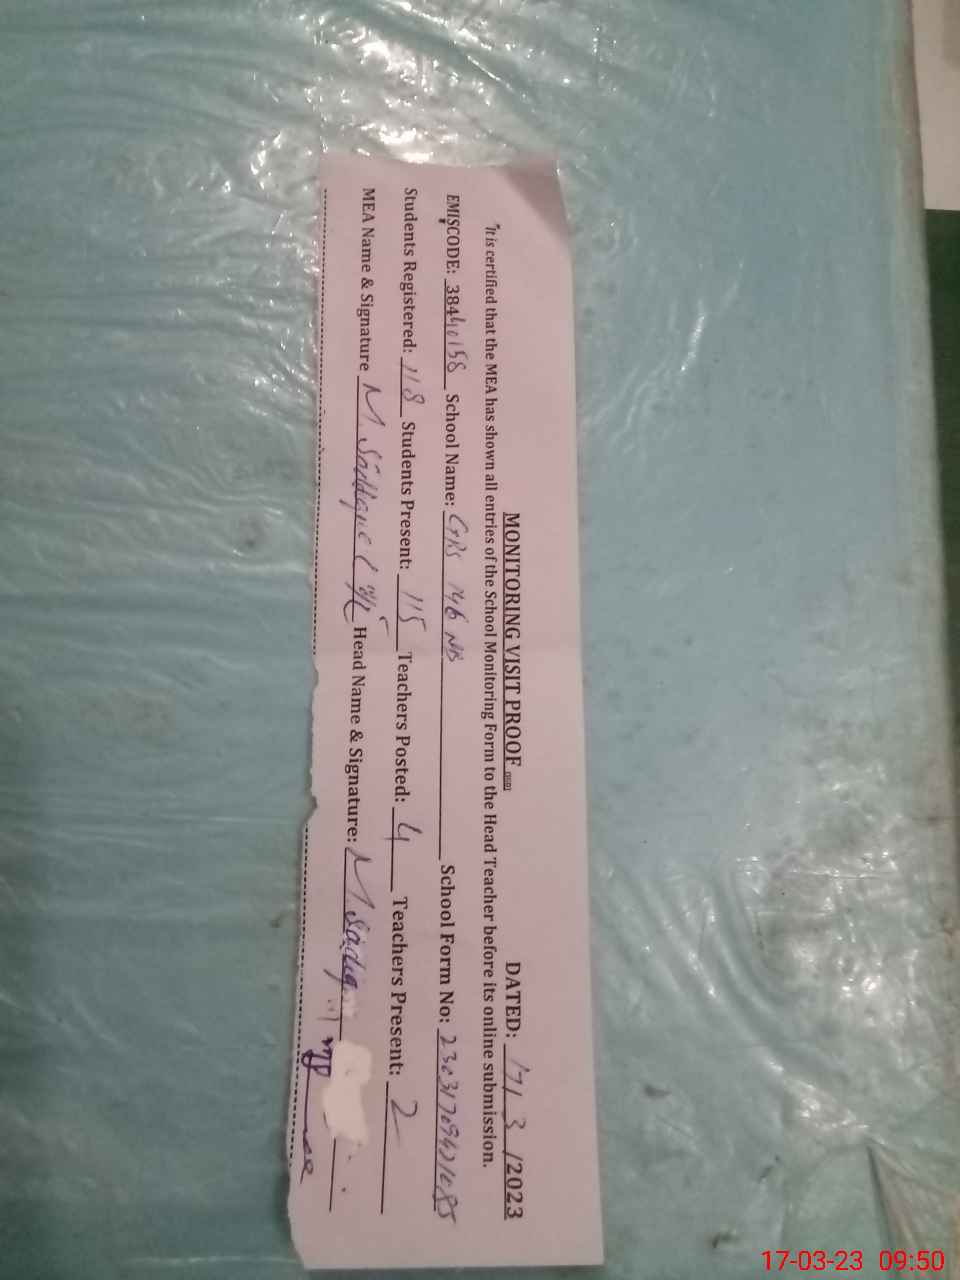 MONITORING VISIT PROOF DATED: 17/3/2023
"It is certified that the MEA has shown all entries of the School Monitoring Form to the Head Teacher before its online submission.
EMISCODE: 38440158 School Name: GPS 146 NB School Form No:
Students Registered: 118 Students Present: 115 Teachers Posted: 4 Teachers Present: 2
MEA Name & Signature M. Head Name & Signature: M Sadiq
17-03-23 09:50